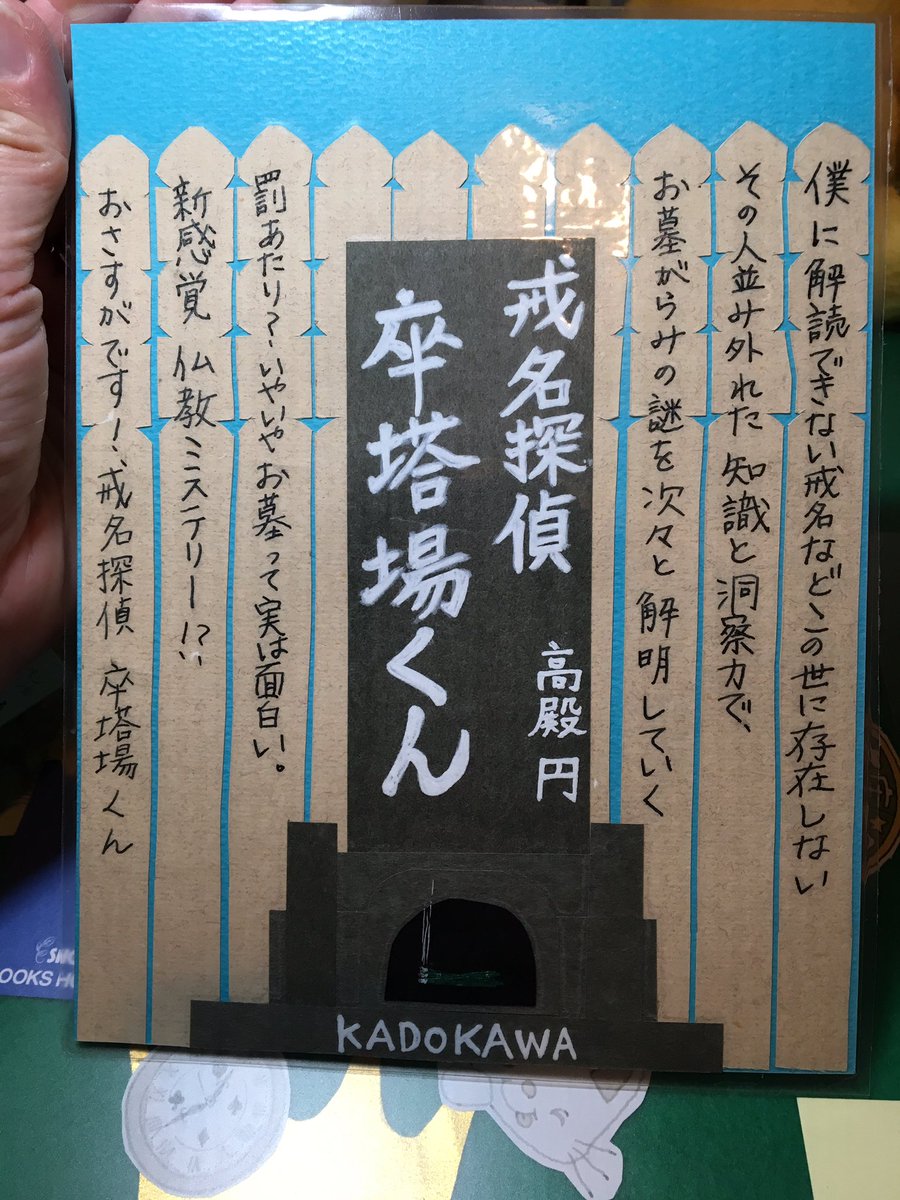 僕に解読できない戒名などこの世に存在しない
その人並み外れた知識と洞察力で、
お墓がらみの謎を次々と解明していく
戒名探偵
高殿 円
卒塔場くん
罰あたり?いやいやお墓って実は面白い。
新感覚 仏教ミステリー!?
おさすがです!戒名探偵 卒塔場くん
KADOKAWA